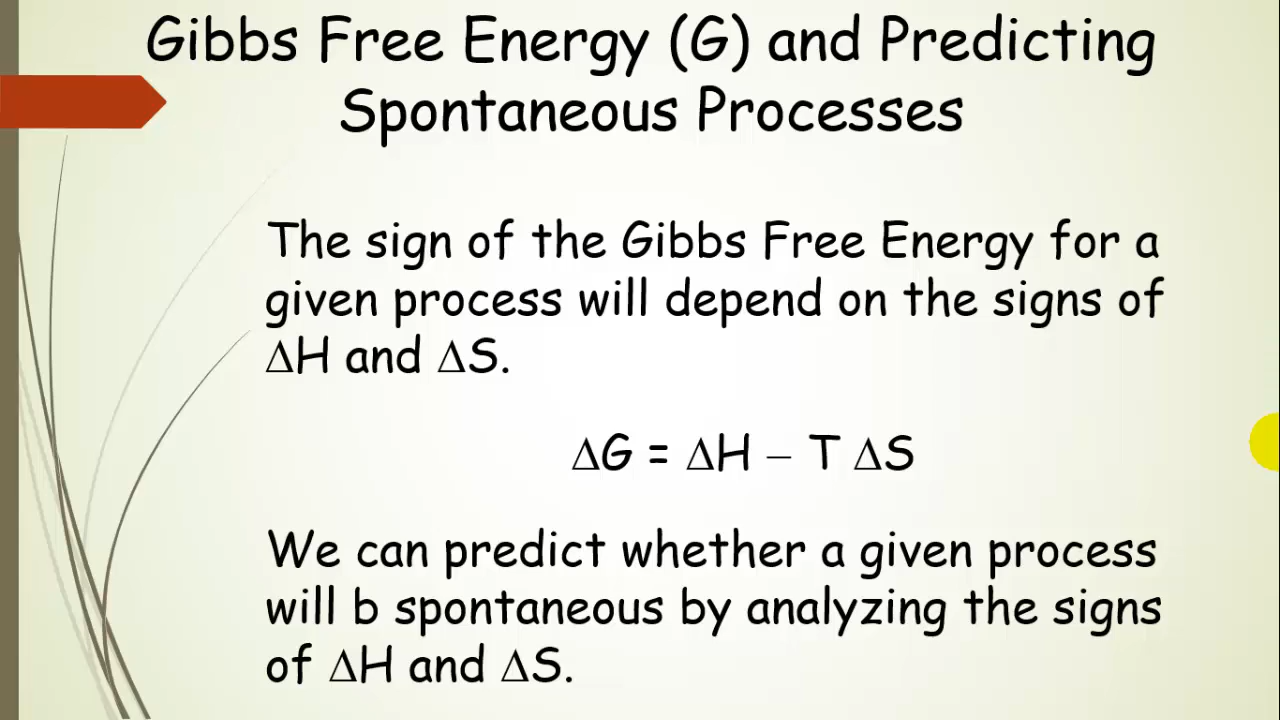 Gibbs Free Energy (G) and Predicting
Spontaneous Processes
The sign of the Gibbs Free Energy for a
given process will depend on the signs of
ΔH and ΔS.
ΔG = ΔH – T ΔS
We can predict whether a given process
will b spontaneous by analyzing the signs
of ΔH and ΔS.